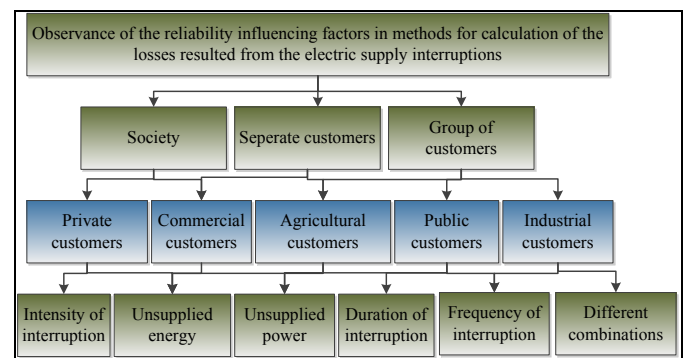 Observance of the reliability influencing factors in methods for calculation of the
losses resulted from the electric supply interruptions
Society
Seperate customers
Group of
customers
Private
customers
Commercial
customers
Agricultural
customers
Public
customers
Industrial
customers
Intensity of
interruption
Unsupplied
energy
Unsupplied
power
Duration of
interruption
Frequency of
interruption
Different
combinations